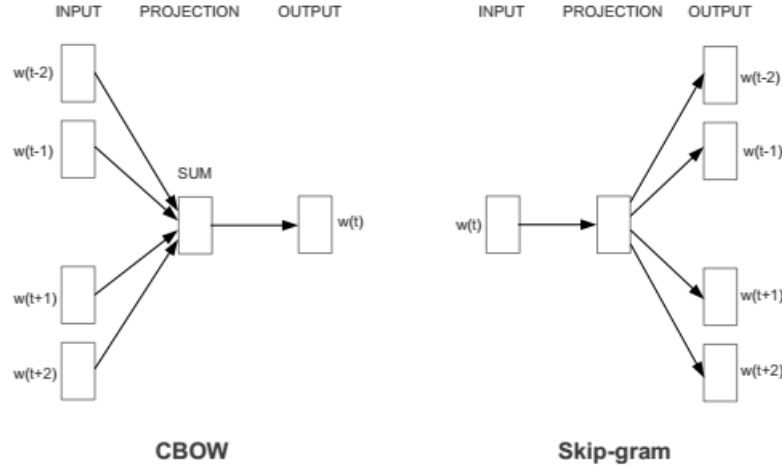 INPUT PROJECTION OUTPUT
w(t-2)
w(t-1)
SUM
w(t)
w(t+1)
w(t+2)
CBOW
INPUT PROJECTION OUTPUT
w(t-2)
w(t-1)
w(t)
w(t+1)
w(t+2)
Skip-gram